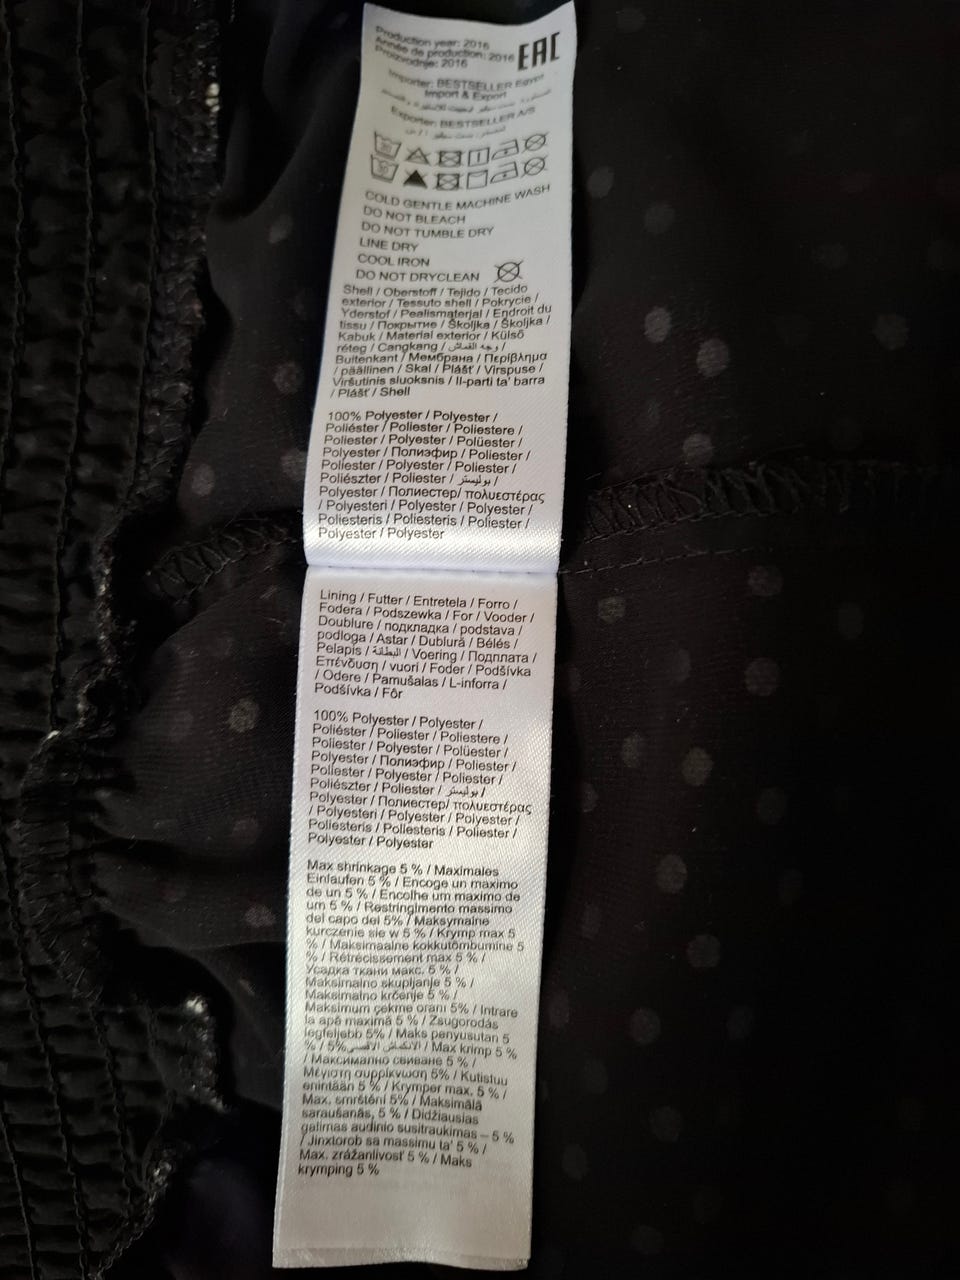 Production year: 2016
Année de production: 2016
Proizvodnje: 2016
EAC
Importer: BESTSELLER Egypt
Import & Export
Exporter: BESTSELLER A/S
30
30
COLD GENTLE MACHINE WASH
DO NOT BLEACH
DO NOT TUMBLE DRY
LINE DRY
COOL IRON
DO NOT DRYCLEAN
Shell / Oberstoff / Tejido / Tecido
exterior / Tessuto shell / Pokrycie /
Yderstof / Pealismaterjal / Endroit du
tissu / Покрытие / Školjka / Školjka /
Kabuk / Material exterior / Külső
réteg / Cangkang / وجه القماش /
Buitenkant / Мембрана / Περίβλημα
/ päällinen / Skal / Plášť / Virspuse /
Viršutinis sluoksnis / Il-parti ta' barra
/ Plášť / Shell
100% Polyester / Polyester /
Poliéster / Poliester / Poliestere /
Poliester / Polyester / Polüester /
Polyester / Полиэфир / Poliester /
Poliester / Polyester / Poliester /
Poliészter / Poliester / بوليستر /
Polyester / Полиестер/ πολυεστέρας
/ Polyesteri / Polyester / Polyester /
Poliesteris / Poliesteris / Poliester /
Polyester / Polyester
Lining / Futter / Entretela / Forro /
Fodera / Podszewka / For / Vooder /
Doublure / подкладка / podstava /
podloga / Astar / Dublură / Bélés /
Pelapis / البطانة / Voering / Подплата /
Επένδυση / vuori / Foder / Podšívka
/ Odere / Pamušalas / L-inforra /
Podšívka / Fôr
100% Polyester / Polyester /
Poliéster / Poliester / Poliestere /
Poliester / Polyester / Polüester /
Polyester / Полиэфир / Poliester /
Poliester / Polyester / Poliester /
Poliészter / Poliester / بوليستر /
Polyester / Полиестер/ πολυεστέρας
/ Polyesteri / Polyester / Polyester /
Poliesteris / Poliesteris / Poliester /
Polyester / Polyester
Max shrinkage 5 % / Maximales
Einlaufen 5 % / Encoge un maximo
de un 5 % / Encolhe um maximo de
um 5 % / Restringimento massimo
del capo del 5% / Maksymalne
kurczenie sie w 5 % / Krymp max 5
% / Maksimaalne kokkutõmbumine 5
% / Rétrécissement max 5 % /
Усадка ткани макс. 5 % /
Maksimalno skupljanje 5 % /
Maksimalno krčenje 5 % /
Maksimum çekme oranı 5% / Intrare
la apă maximă 5 % / Zsugorodás
legfeljebb 5% / Maks penyusutan 5
% / 5% الانكماش الأقصى / Max krimp 5 %
/ Максимално свиване 5 % /
Μέγιστη συρρίκνωση 5% / Kutistuu
enintään 5 % / Krymper max. 5 % /
Max. smrštění 5% / Maksimālā
saraušanās, 5 % / Didžiausias
galimas audinio susitraukimas – 5 %
/ Jinxtorob sa massimu ta' 5 % /
Max. zrážanlivosť 5 % / Maks
krymping 5 %